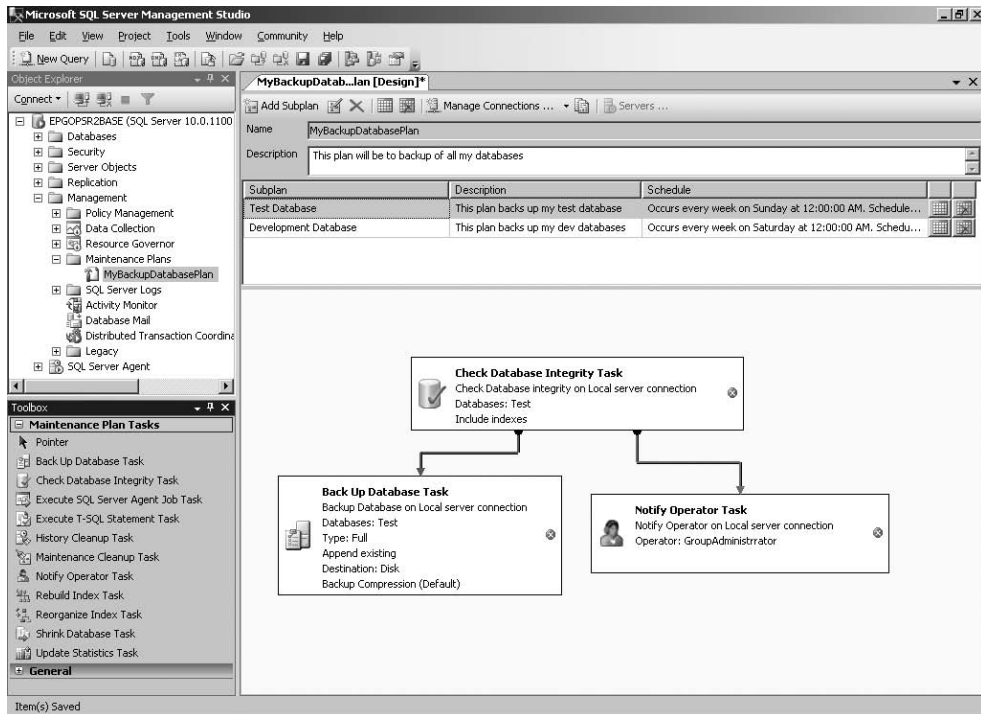 Microsoft SQL Server Management Studio
File Edit View Project Tools Window Community Help
New Query
Object Explorer
Connect
EPGOPSR2BASE (SQL Server 10.0.1100
Databases
Security
Server Objects
Replication
Management
Policy Management
Data Collection
Resource Governor
Maintenance Plans
MyBackupDatabasePlan
SQL Server Logs
Activity Monitor
Database Mail
Distributed Transaction Coordina
Legacy
SQL Server Agent
Toolbox
Maintenance Plan Tasks
Pointer
Back Up Database Task
Check Database Integrity Task
Execute SQL Server Agent Job Task
Execute T-SQL Statement Task
History Cleanup Task
Maintenance Cleanup Task
Notify Operator Task
Rebuild Index Task
Reorganize Index Task
Shrink Database Task
Update Statistics Task
General
MyBackupDatab...lan [Design]*
Add Subplan Manage Connections ... Servers ...
Name MyBackupDatabasePlan
Description This plan will be to backup of all my databases
Subplan Description Schedule
Test Database This plan backs up my test database Occurs every week on Sunday at 12:00:00 AM. Schedule...
Development Database This plan backs up my dev databases Occurs every week on Saturday at 12:00:00 AM. Schedu...
Check Database Integrity Task
Check Database integrity on Local server connection
Databases: Test
Include indexes
Back Up Database Task
Backup Database on Local server connection
Databases: Test
Type: Full
Append existing
Destination: Disk
Backup Compression (Default)
Notify Operator Task
Notify Operator on Local server connection
Operator: GroupAdministrrator
Item(s) Saved